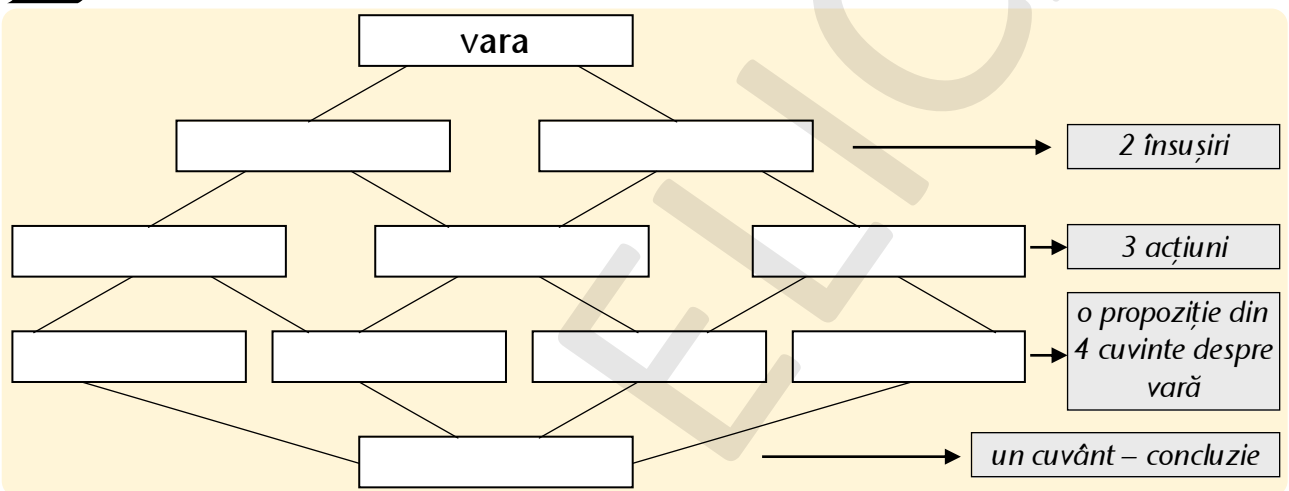 vara
2 însușiri
3 acțiuni
o propoziție din
4 cuvinte despre
vară
un cuvânt – concluzie